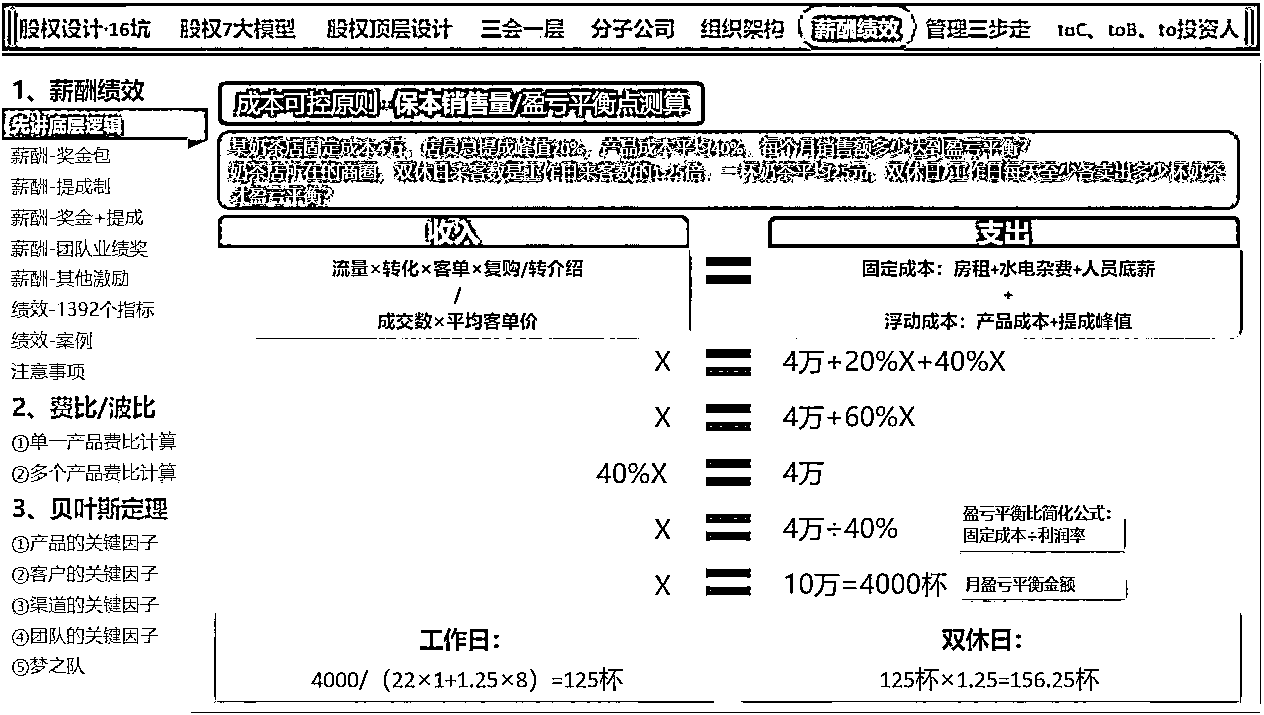 股权设计·16坑 股权7大模型 股权顶层设计 三会一层 分子公司 组织架构 薪酬绩效 管理三步走 toC、toB、to投资人
1、薪酬绩效
先讲底层逻辑
薪酬-奖金包
薪酬-提成制
薪酬-奖金+提成
薪酬-团队业绩奖
薪酬-其他激励
绩效-1392个指标
绩效-案例
注意事项
2、费比/波比
①单一产品费比计算
②多个产品费比计算
3、贝叶斯定理
①产品的关键因子
②客户的关键因子
③渠道的关键因子
④团队的关键因子
⑤梦之队
成本可控原则--保本销售量/盈亏平衡点测算
某奶茶店固定成本4万，店员总提成峰值20%，产品成本平均40%，每个月销售额多少达到盈亏平衡？
奶茶店所在的商圈，双休日来客数是工作日来客数的1.25倍，一杯奶茶平均25元，双休日/工作日每天至少各卖出多少杯奶茶
才盈亏平衡？
收入
支出
流量×转化×客单×复购/转介绍
/
成交数×平均客单价
=
固定成本：房租+水电杂费+人员底薪
+
浮动成本：产品成本+提成峰值
X = 4万+20%X+40%X
X = 4万+60%X
40%X = 4万
X = 4万÷40%
盈亏平衡比简化公式：
固定成本÷利润率
X = 10万=4000杯 月盈亏平衡金额
工作日：
4000/（22×1+1.25×8）=125杯
双休日：
125杯×1.25=156.25杯